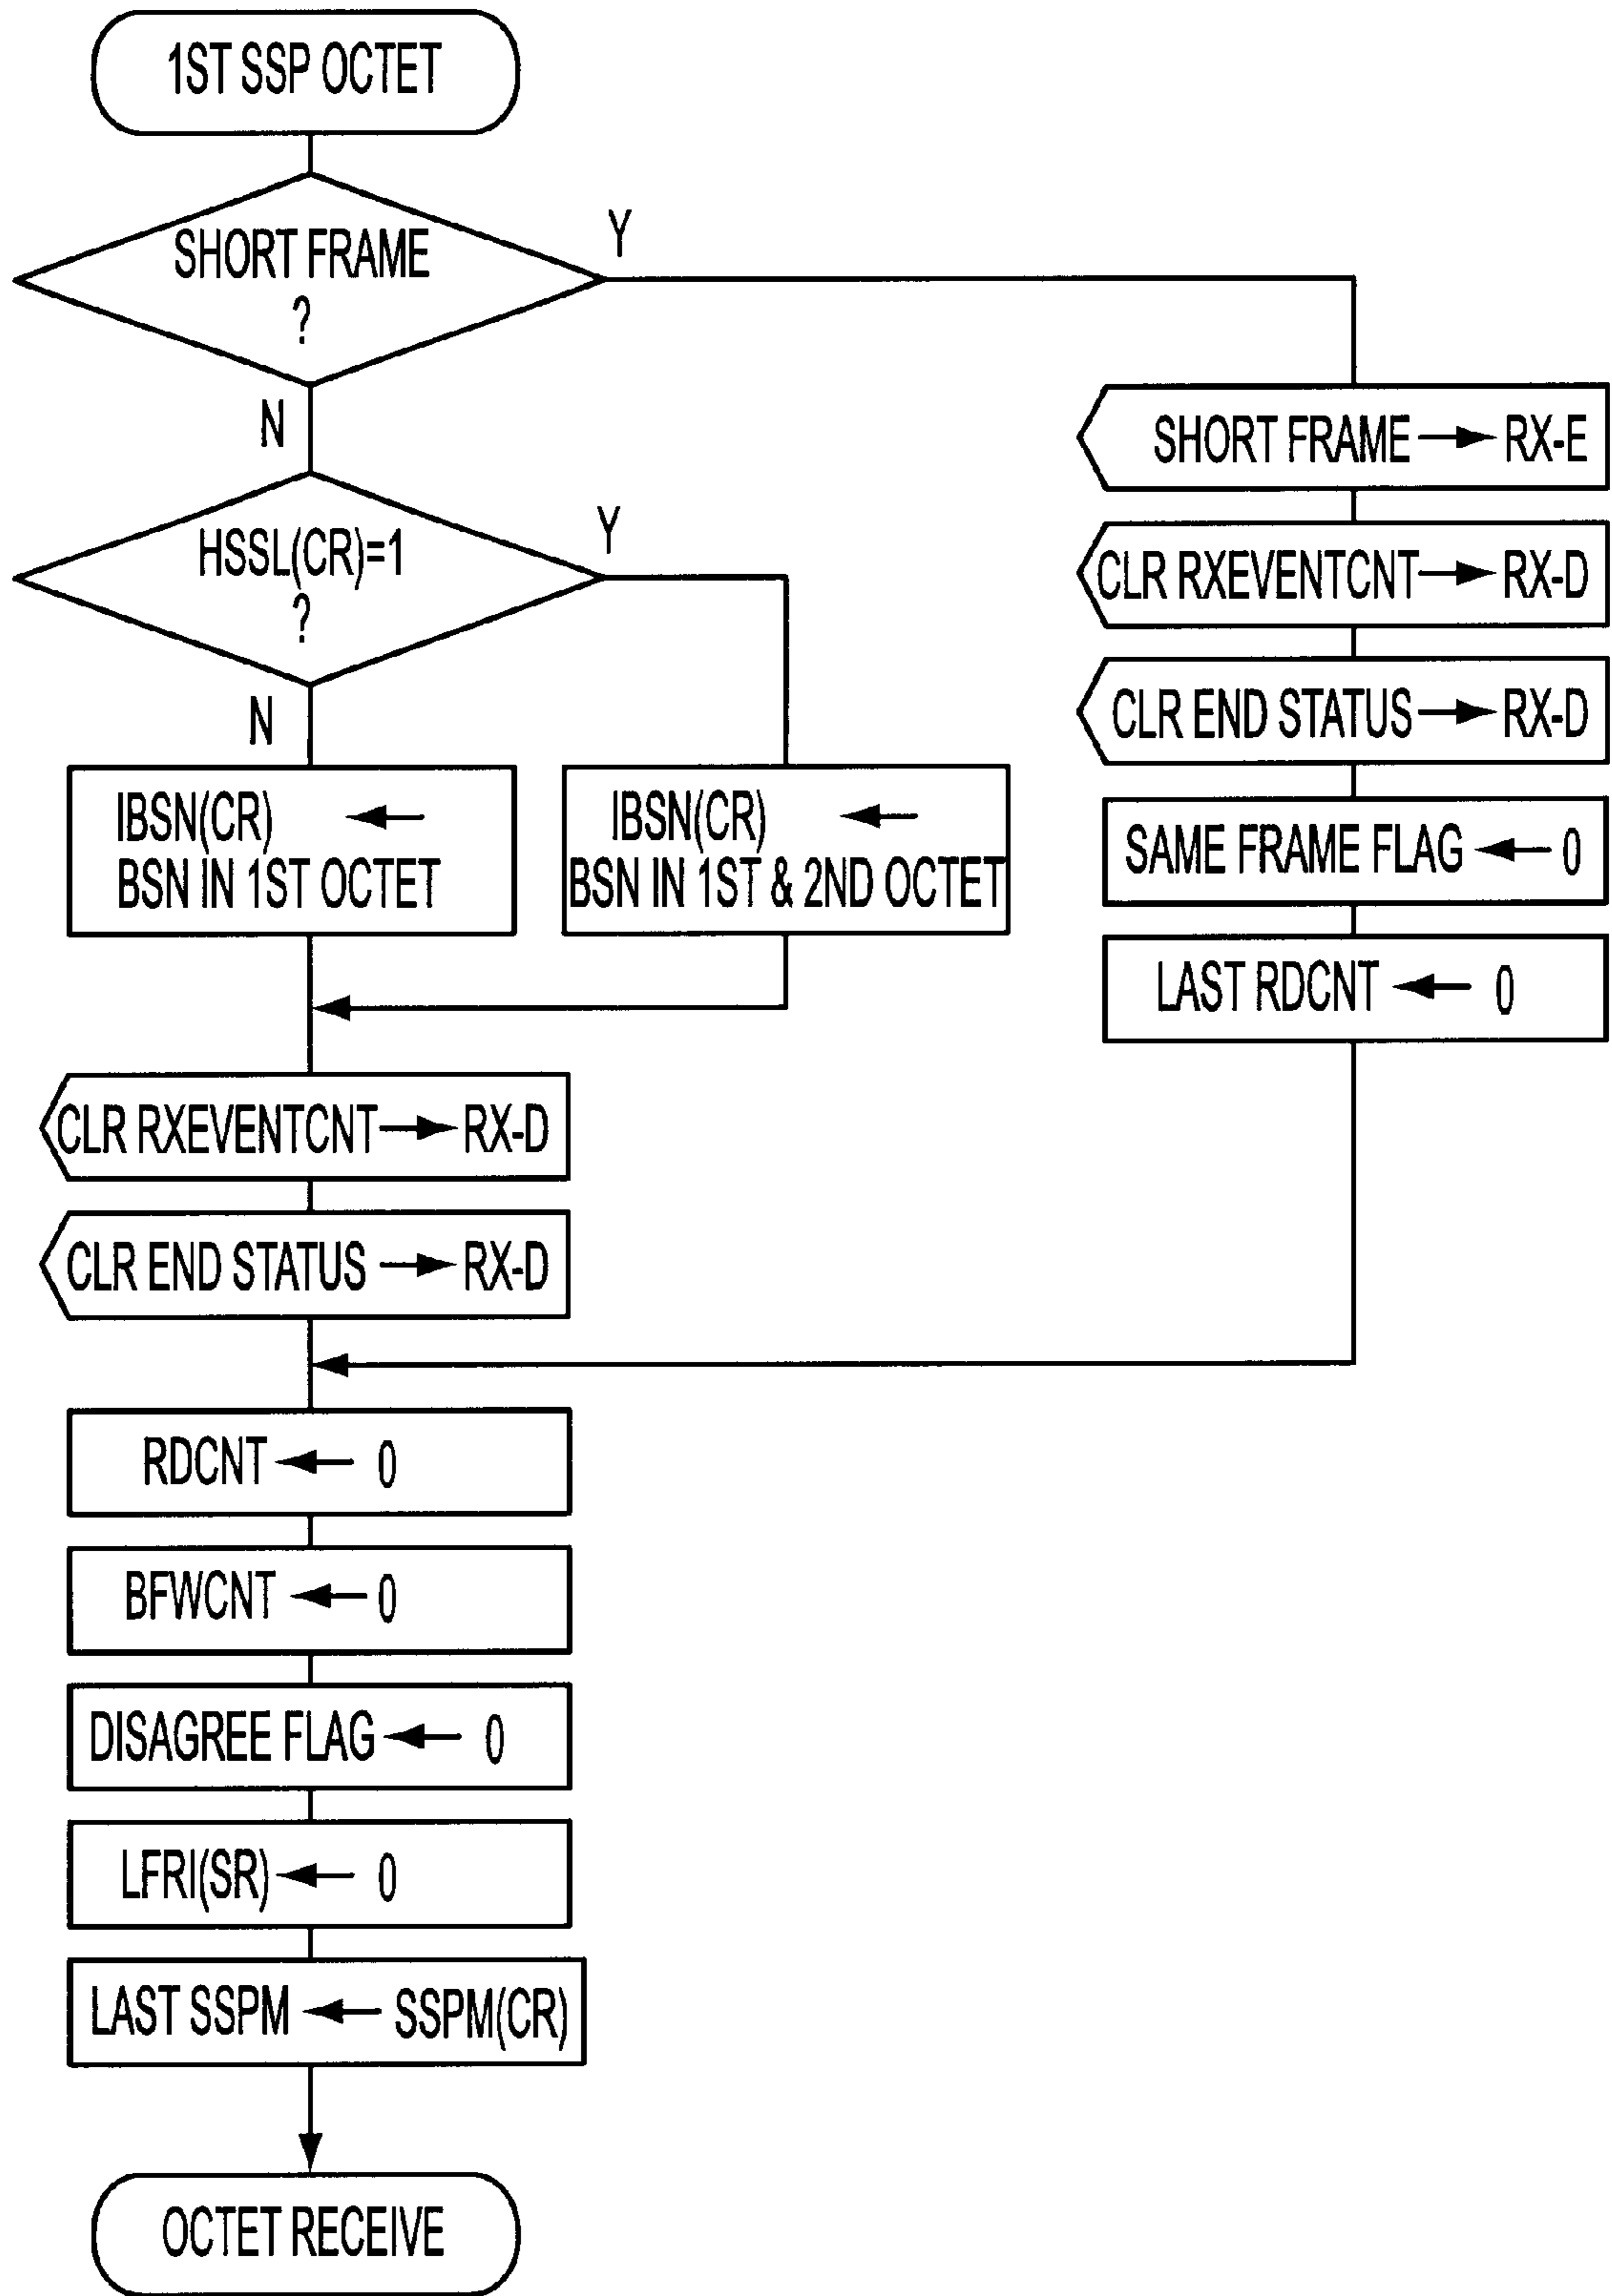 1ST SSP OCTET
SHORT FRAME
?
Y
N
HSSL(CR)=1
?
Y
N
IBSN(CR) ←
BSN IN 1ST OCTET
IBSN(CR) ←
BSN IN 1ST & 2ND OCTET
SHORT FRAME → RX-E
CLR RXEVENTCNT → RX-D
CLR END STATUS → RX-D
SAME FRAME FLAG ← 0
LAST RDCNT ← 0
CLR RXEVENTCNT → RX-D
CLR END STATUS → RX-D
RDCNT ← 0
BFWCNT ← 0
DISAGREE FLAG ← 0
LFRI(SR) ← 0
LAST SSPM ← SSPM(CR)
OCTET RECEIVE